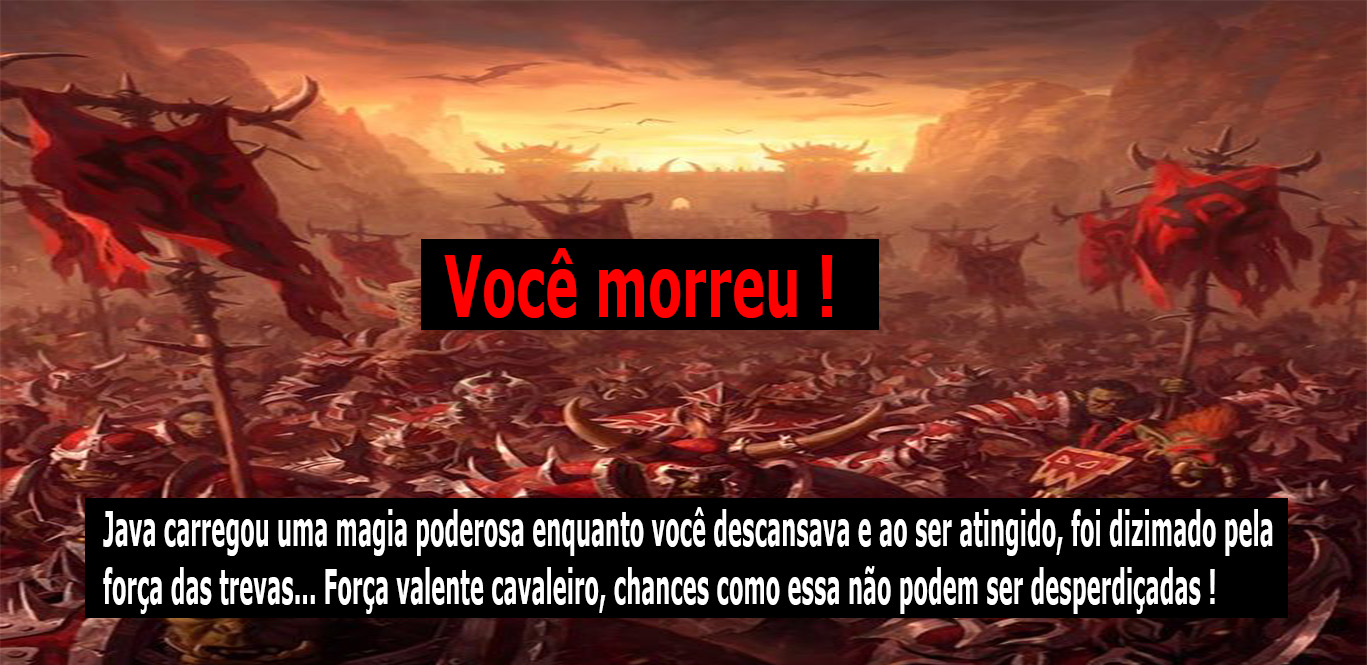 Você morreu !
Java carregou uma magia poderosa enquanto você descansava e ao ser atingido, foi dizimado pela
força das trevas... Força valente cavaleiro, chances como essa não podem ser desperdiçadas !